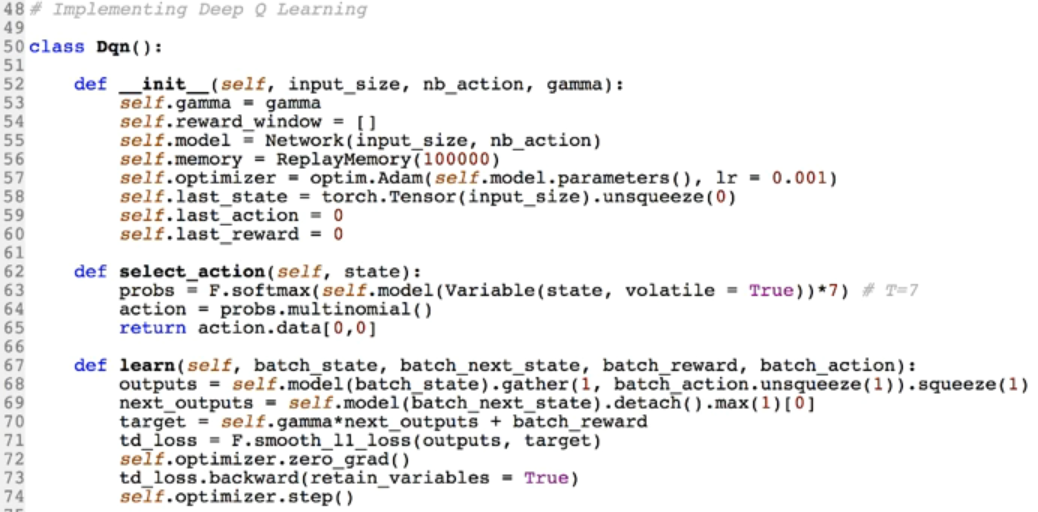 48 # Implementing Deep Q Learning
49
50 class Dqn():
51
52     def __init__(self, input_size, nb_action, gamma):
53         self.gamma = gamma
54         self.reward_window = []
55         self.model = Network(input_size, nb_action)
56         self.memory = ReplayMemory(100000)
57         self.optimizer = optim.Adam(self.model.parameters(), lr = 0.001)
58         self.last_state = torch.Tensor(input_size).unsqueeze(0)
59         self.last_action = 0
60         self.last_reward = 0
61
62     def select_action(self, state):
63         probs = F.softmax(self.model(Variable(state, volatile = True))*7) # T=7
64         action = probs.multinomial()
65         return action.data[0,0]
66
67     def learn(self, batch_state, batch_next_state, batch_reward, batch_action):
68         outputs = self.model(batch_state).gather(1, batch_action.unsqueeze(1)).squeeze(1)
69         next_outputs = self.model(batch_next_state).detach().max(1)[0]
70         target = self.gamma*next_outputs + batch_reward
71         td_loss = F.smooth_l1_loss(outputs, target)
72         self.optimizer.zero_grad()
73         td_loss.backward(retain_variables = True)
74         self.optimizer.step()